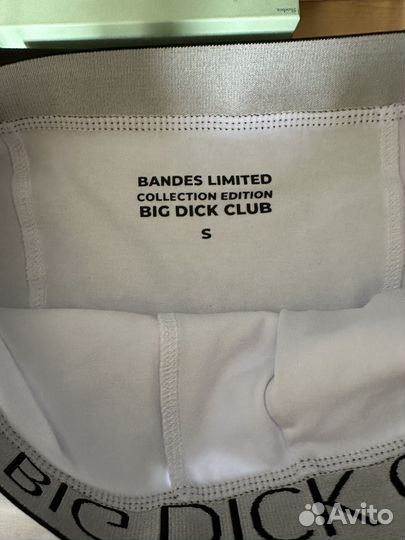 BANDES LIMITED
COLLECTION EDITION
BIG DICK CLUB
S
BIG DICK
Avito